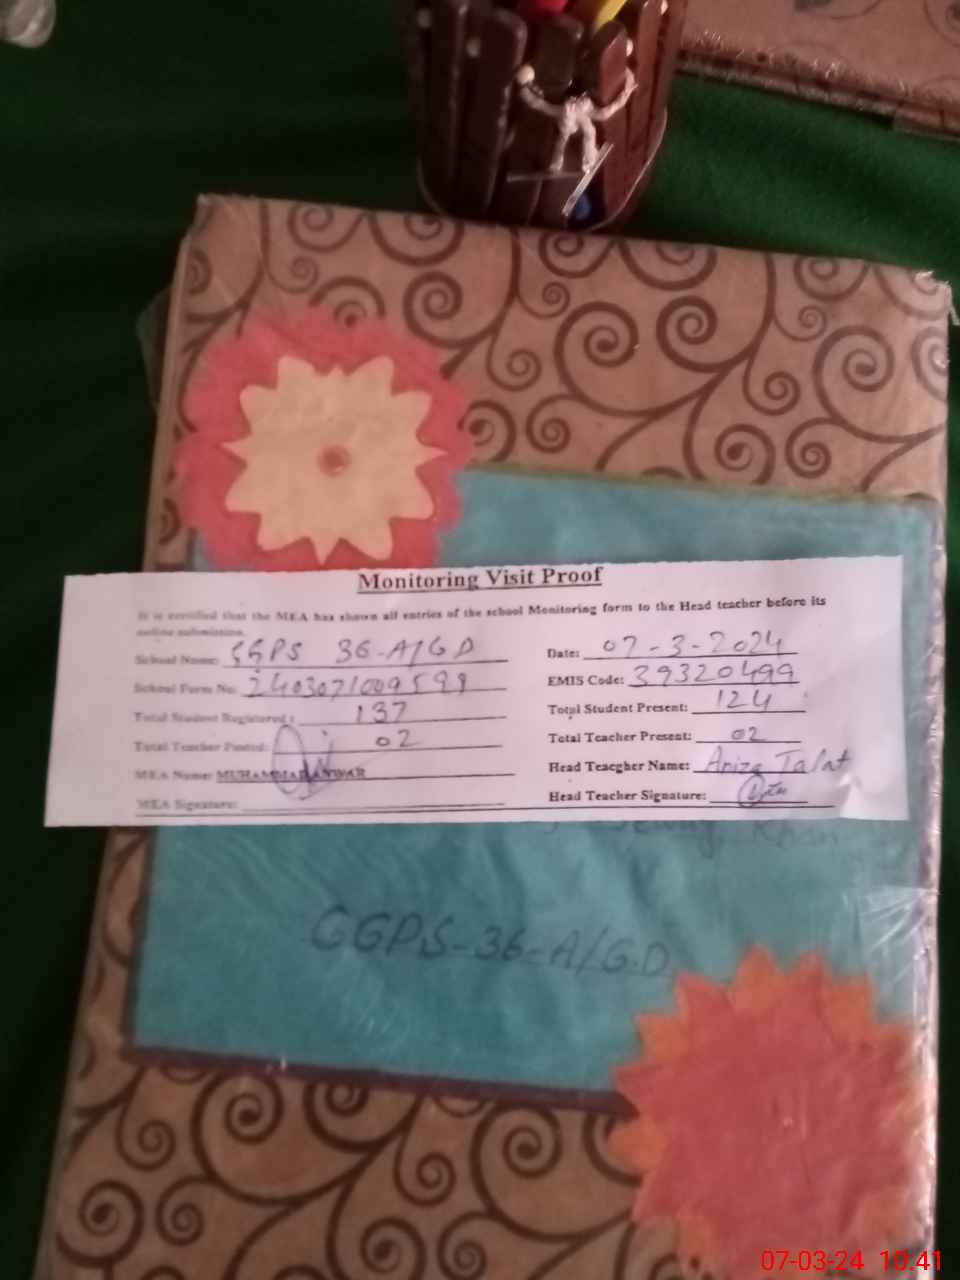 Monitoring Visit Proof
It is certified that the MEA has shown all entries of the school Monitoring form to the Head teacher before its
online submission.
School Name: GGPS 36-A/GD
Date: 07-3-2024
School Form No: 2403071009599
EMIS Code: 39320499
Total Student Registered : 137
Total Student Present: 124
Total Teacher Posted: 02
Total Teacher Present: 02
MEA Name: MUHAMMAD ANWAR
Head Teacgher Name: Aniza Talat
MEA Signature:
Head Teacher Signature:
Khan
GGPS-36-A/G.D
07-03-24 10:41